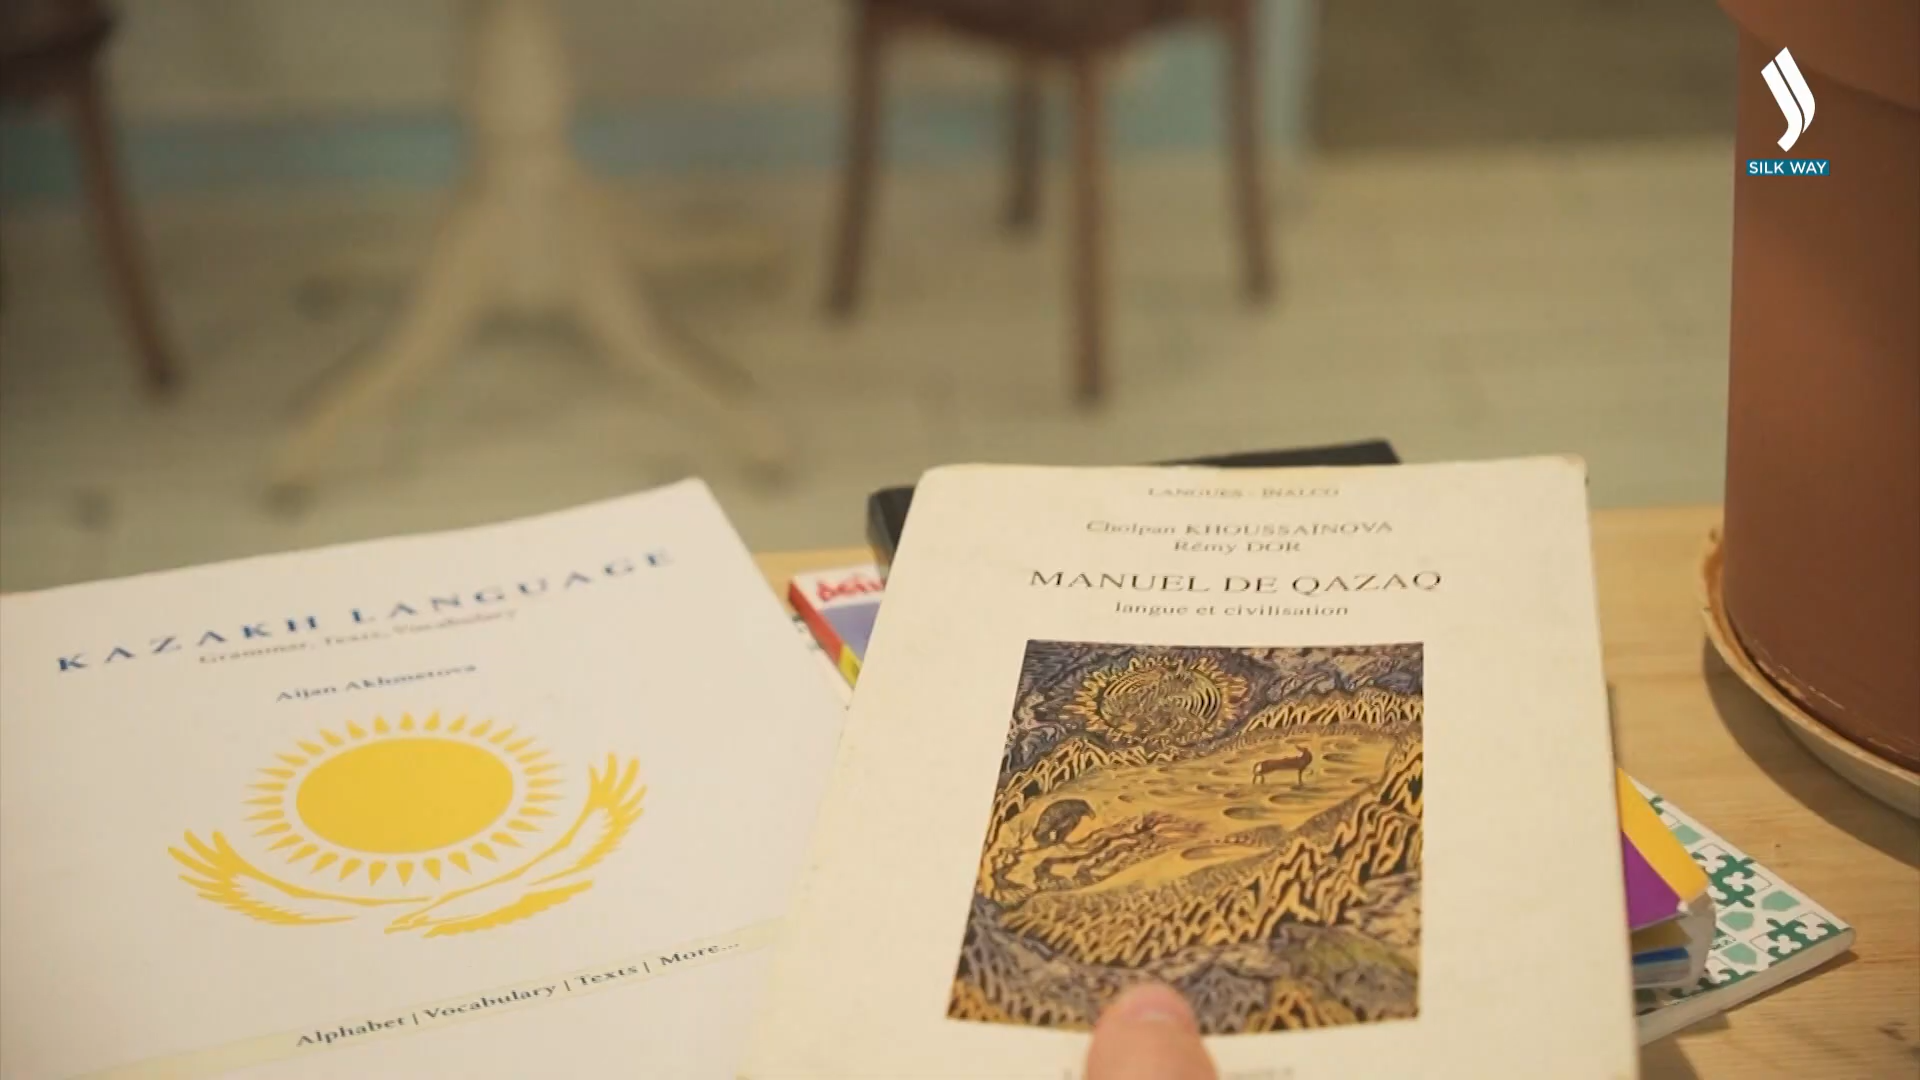 SILK WAY
KAZAKH LANGUAGE
Grammar, Texts, Vocabulary
Aijan Akhmetova
Alphabet | Vocabulary | Texts | More...
LANGUES - INALCO
Cholpan KHOUSSAÏNOVA
Rémy DOR
MANUEL DE QAZAQ
langue et civilisation